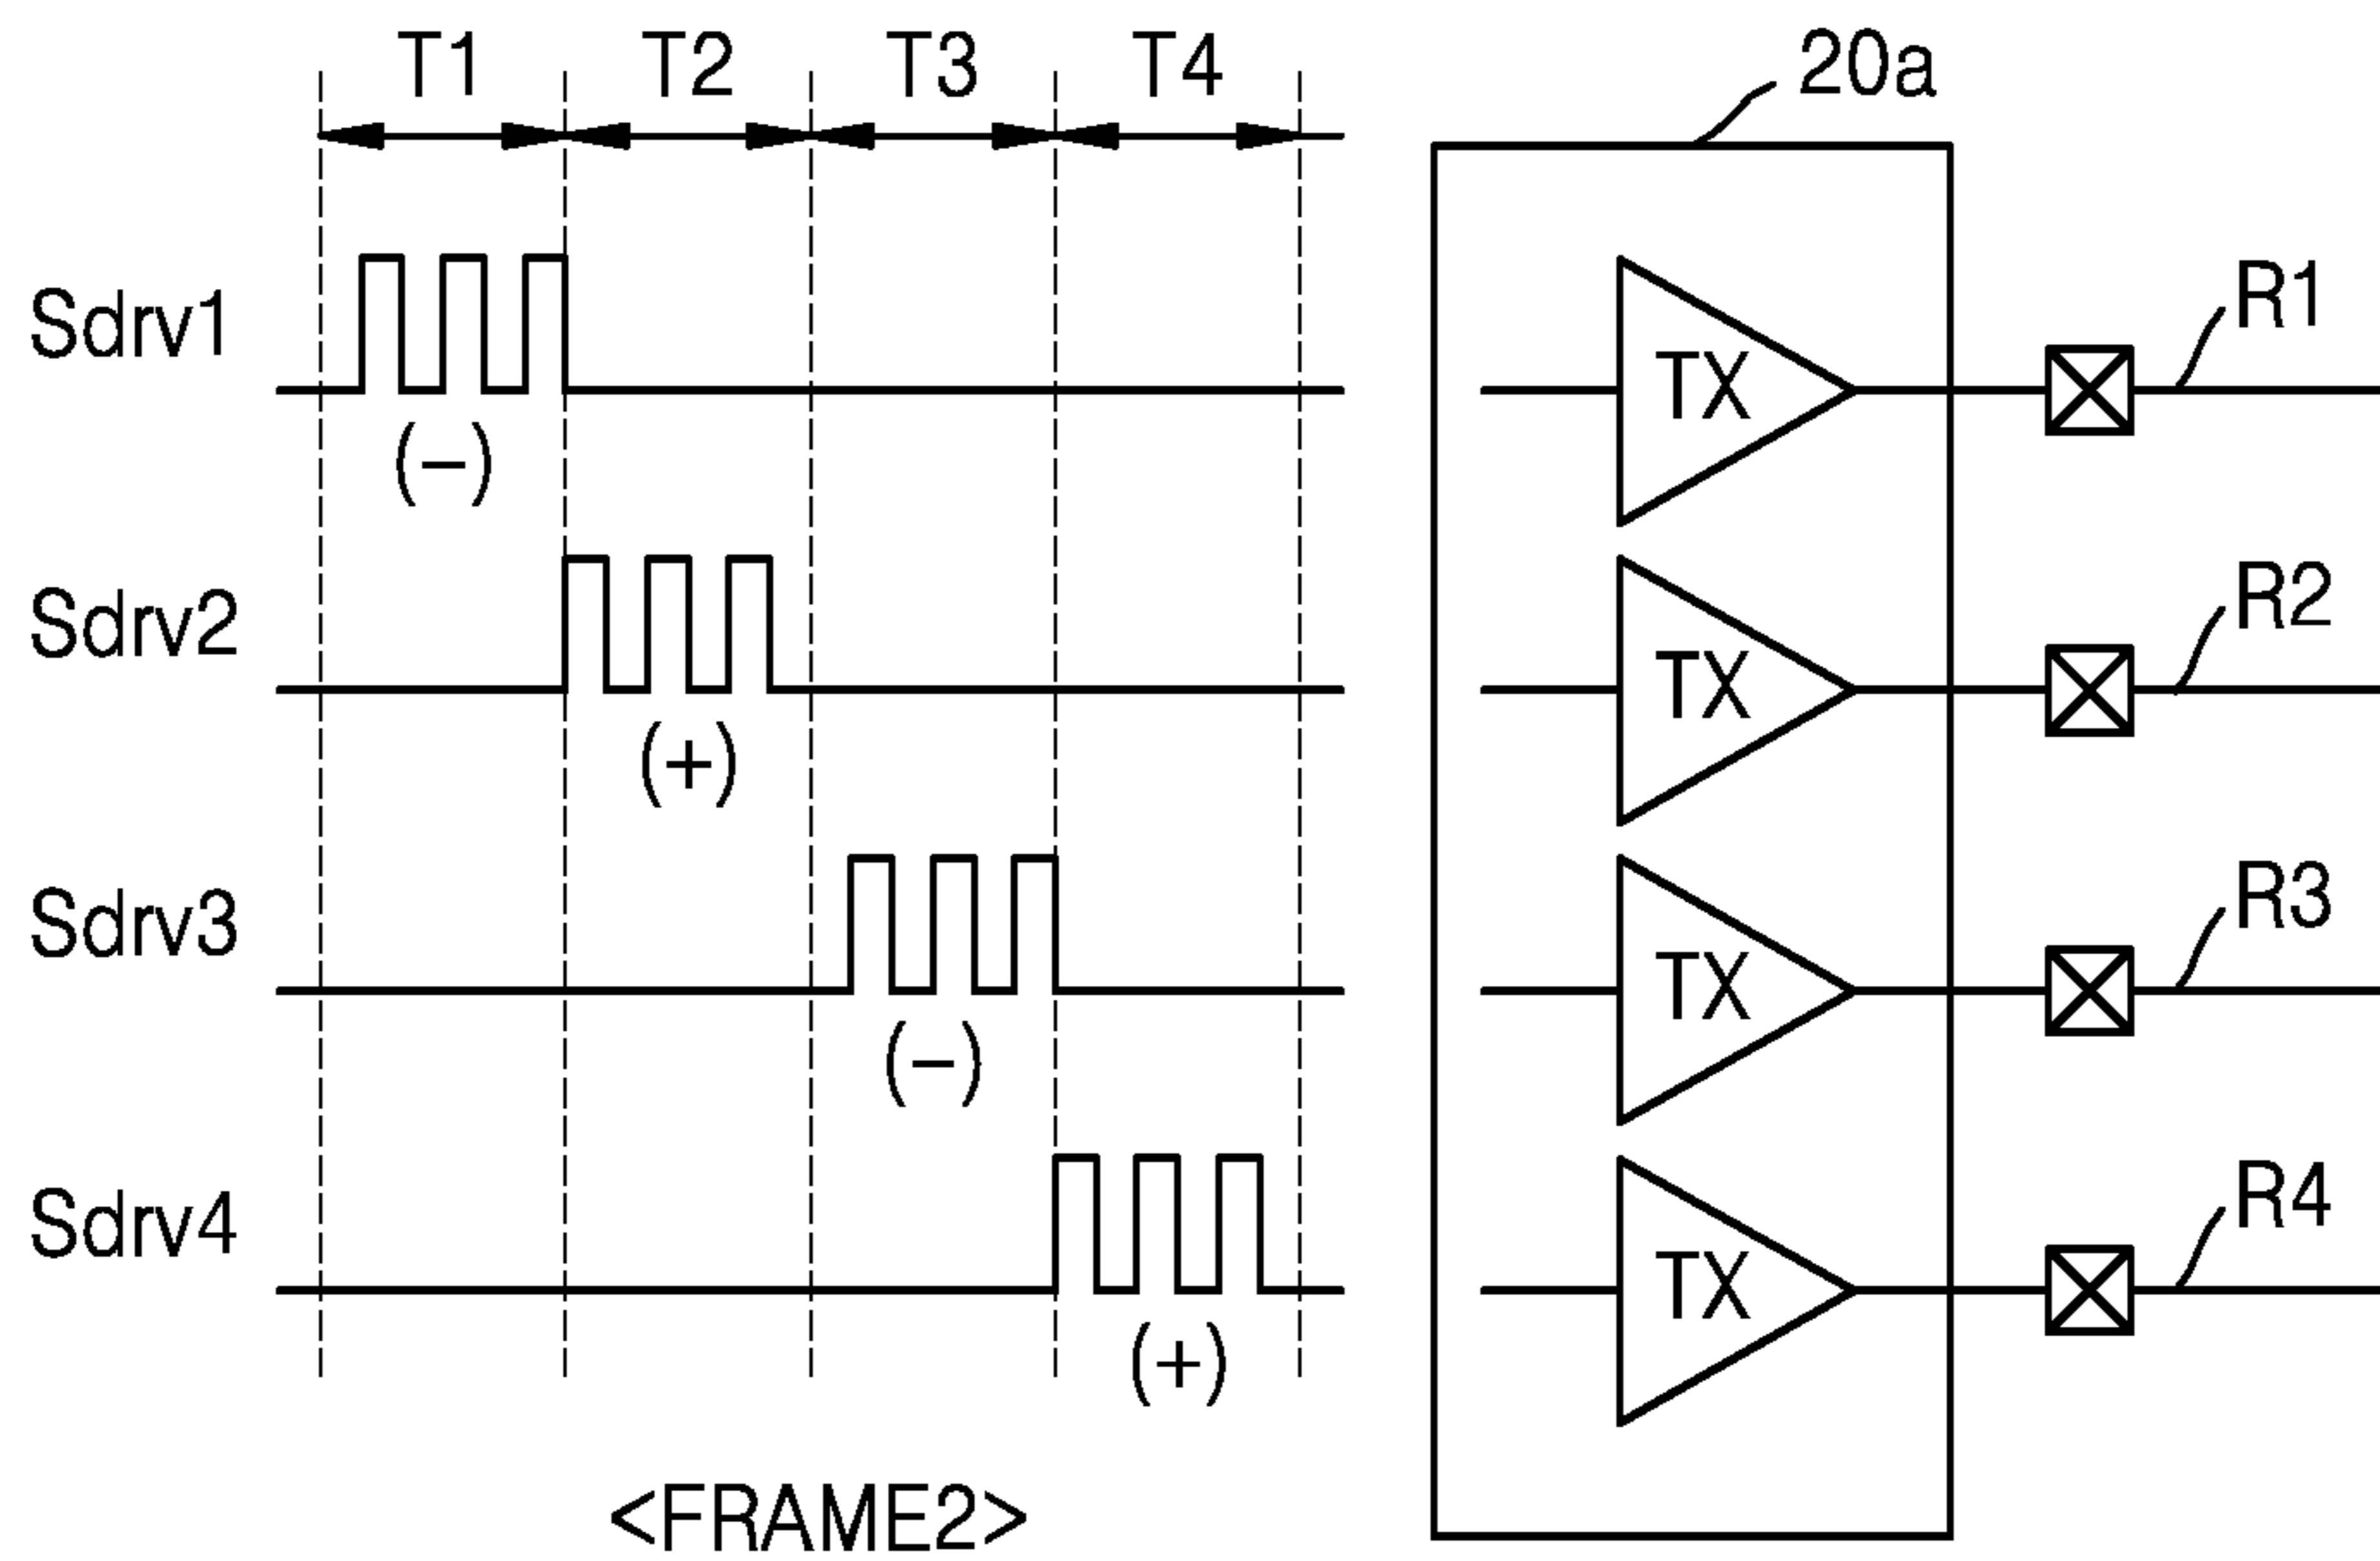 T1 T2 T3 T4
20a
Sdrv1
(−)
TX
R1
Sdrv2
(+)
TX
R2
Sdrv3
(−)
TX
R3
Sdrv4
(+)
TX
R4
<FRAME2>